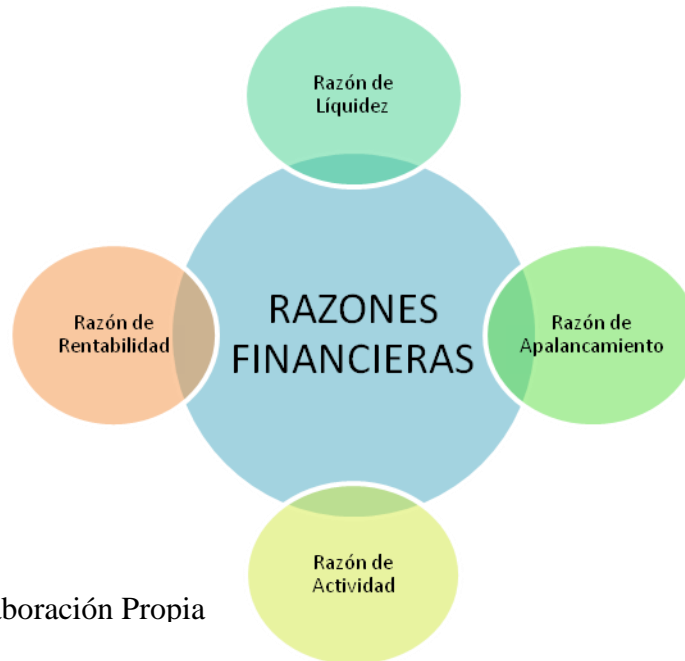 Razón de
Líquidez
RAZONES
FINANCIERAS
Razón de
Rentabilidad
Razón de
Apalancamiento
Razón de
Actividad
aboración Propia